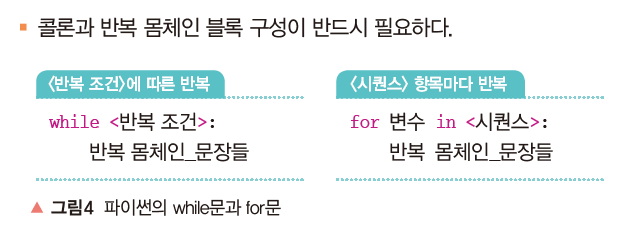 ▪ 콜론과 반복 몸체인 블록 구성이 반드시 필요하다.
<반복 조건>에 따른 반복
while <반복 조건>:
반복 몸체인_문장들
<시퀀스> 항목마다 반복
for 변수 in <시퀀스>:
반복 몸체인_문장들
▲ 그림4 파이썬의 while문과 for문